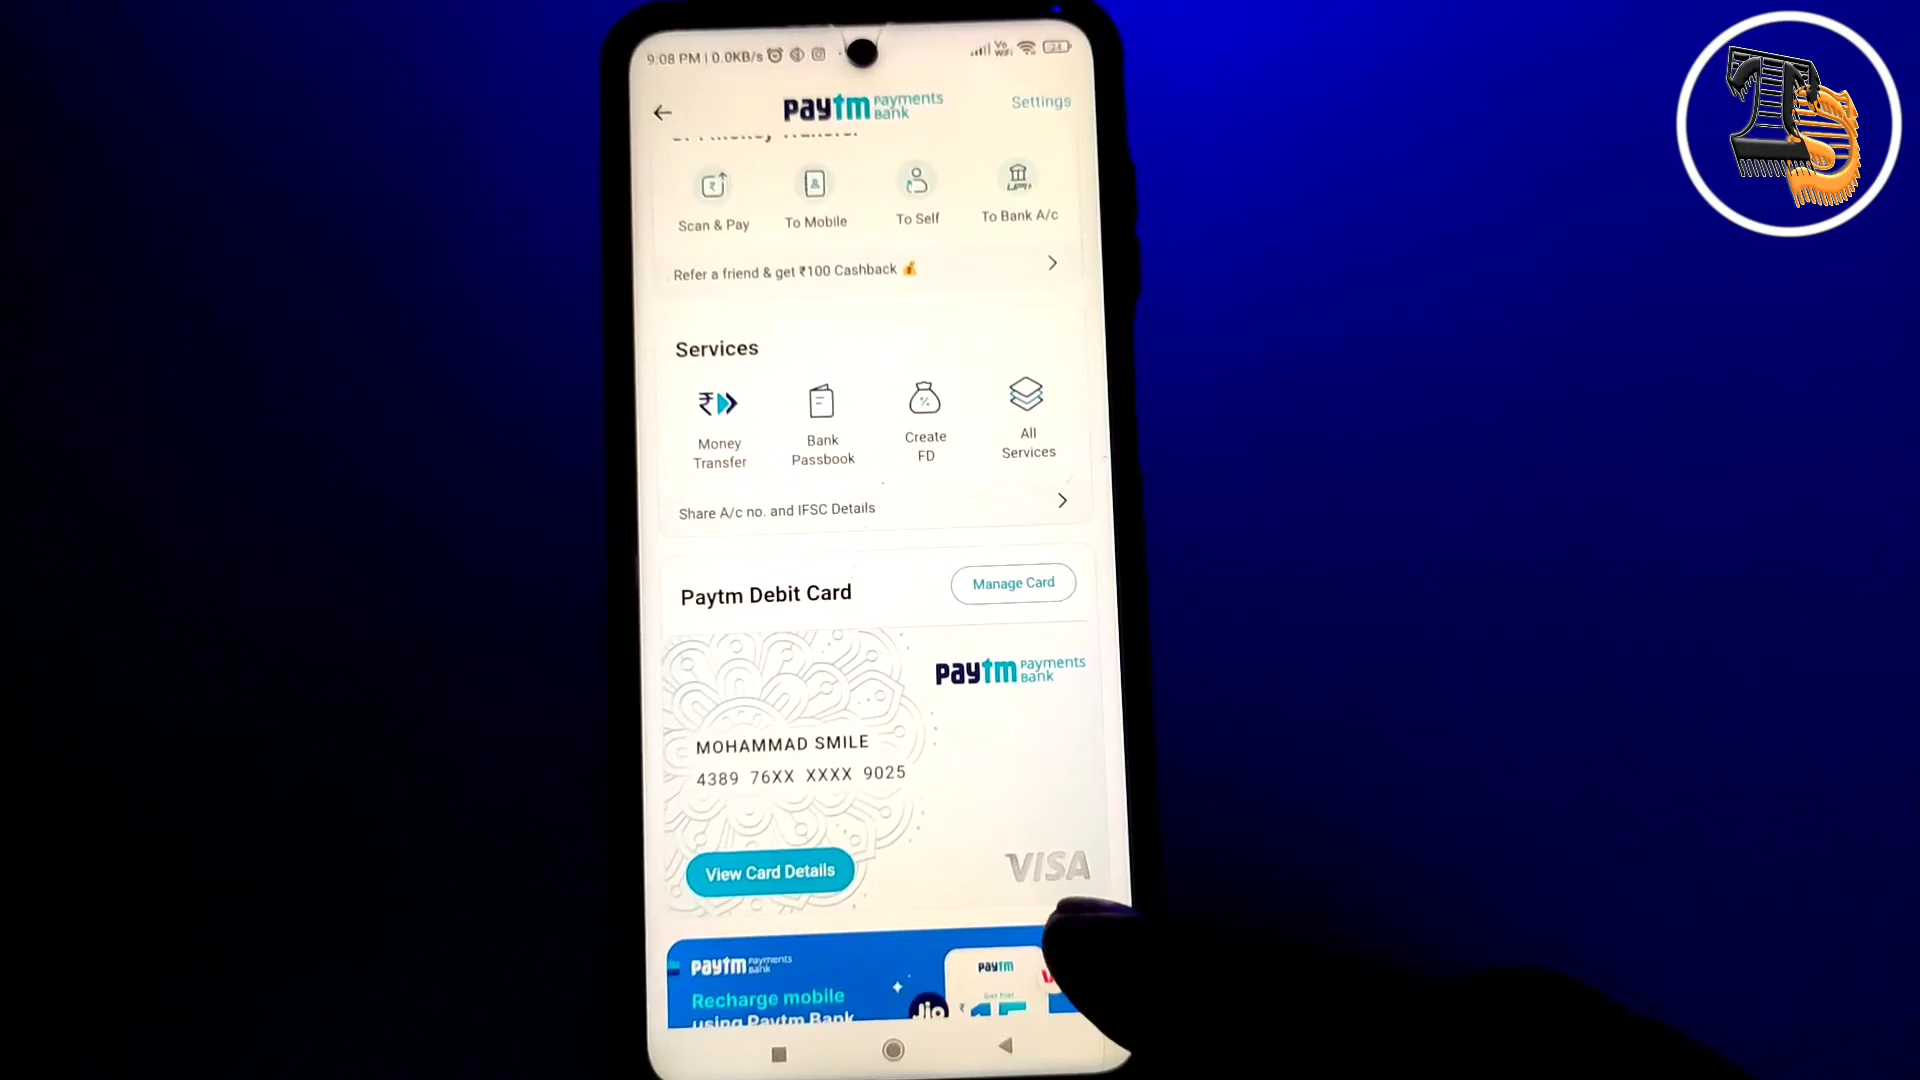 9:08 PM | 0.0KB/s
Vo
WiFi
24
paytm Payments Bank
Settings
Scan & Pay
To Mobile
To Self
To Bank A/c
Refer a friend & get ₹100 Cashback 💰
Services
Money Transfer
Bank Passbook
Create FD
All Services
Share A/c no. and IFSC Details
Paytm Debit Card
Manage Card
paytm Payments Bank
MOHAMMAD SMILE
4389 76XX XXXX 9025
View Card Details
VISA
paytm Payments Bank
paytm
Recharge mobile
using Paytm Bank
Jio